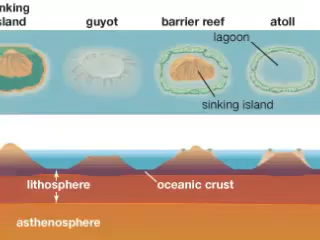 guyot
barrier reef
atoll
lagoon
sinking island
lithosphere
oceanic crust
asthenosphere